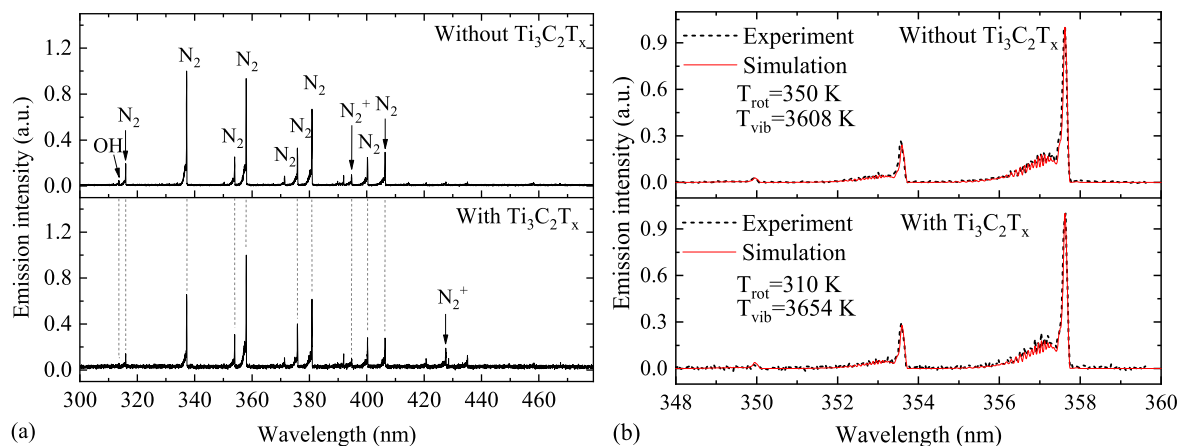 Without Ti₃C₂Tₓ
N₂
N₂
N₂
N₂
N₂⁺
N₂
N₂
N₂
OH
N₂
N₂
1.2
0.8
0.4
0.0
With Ti₃C₂Tₓ
N₂⁺
1.2
0.8
0.4
0.0
Emission intensity (a.u.)
300 320 340 360 380 400 420 440 460
Wavelength (nm)
(a)
Experiment
Without Ti₃C₂Tₓ
Simulation
T_rot=350 K
T_vib=3608 K
0.9
0.6
0.3
0.0
Experiment
With Ti₃C₂Tₓ
Simulation
T_rot=310 K
T_vib=3654 K
0.9
0.6
0.3
0.0
Emission intensity (a.u.)
348 350 352 354 356 358 360
Wavelength (nm)
(b)